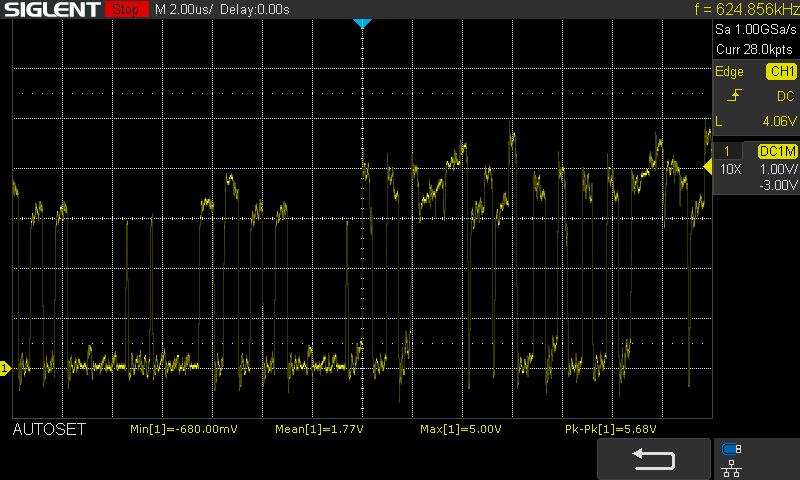 SIGLENT Stop M 2.00us/ Delay:0.00s f = 624.856kHz
Sa 1.00GSa/s
Curr 28.0kpts
Edge CH1
DC
L 4.06V
1 DC1M
10X 1.00V/
-3.00V
1
AUTOSET Min[1]=-680.00mV Mean[1]=1.77V Max[1]=5.00V Pk-Pk[1]=5.68V